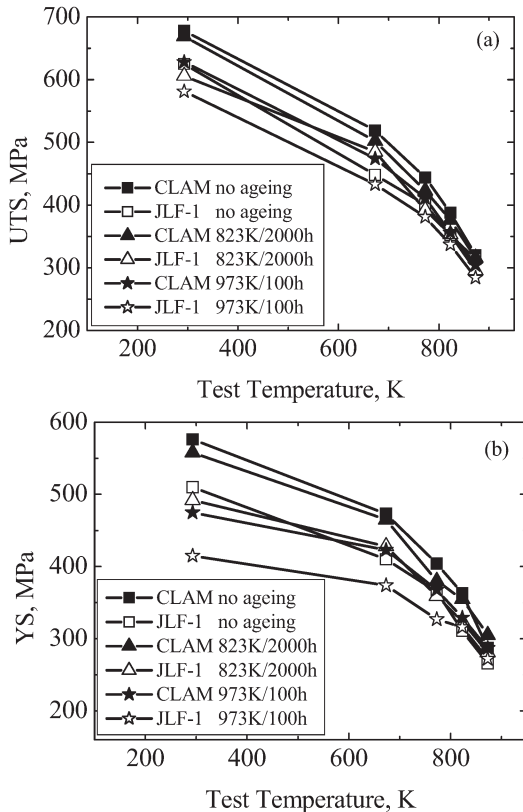 (a)
700
600
500
400
300
200
UTS, MPa
CLAM no ageing
JLF-1 no ageing
CLAM 823K/2000h
JLF-1 823K/2000h
CLAM 973K/100h
JLF-1 973K/100h
200 400 600 800
Test Temperature, K
(b)
600
500
400
300
200
YS, MPa
CLAM no ageing
JLF-1 no ageing
CLAM 823K/2000h
JLF-1 823K/2000h
CLAM 973K/100h
JLF-1 973K/100h
200 400 600 800
Test Temperature, K